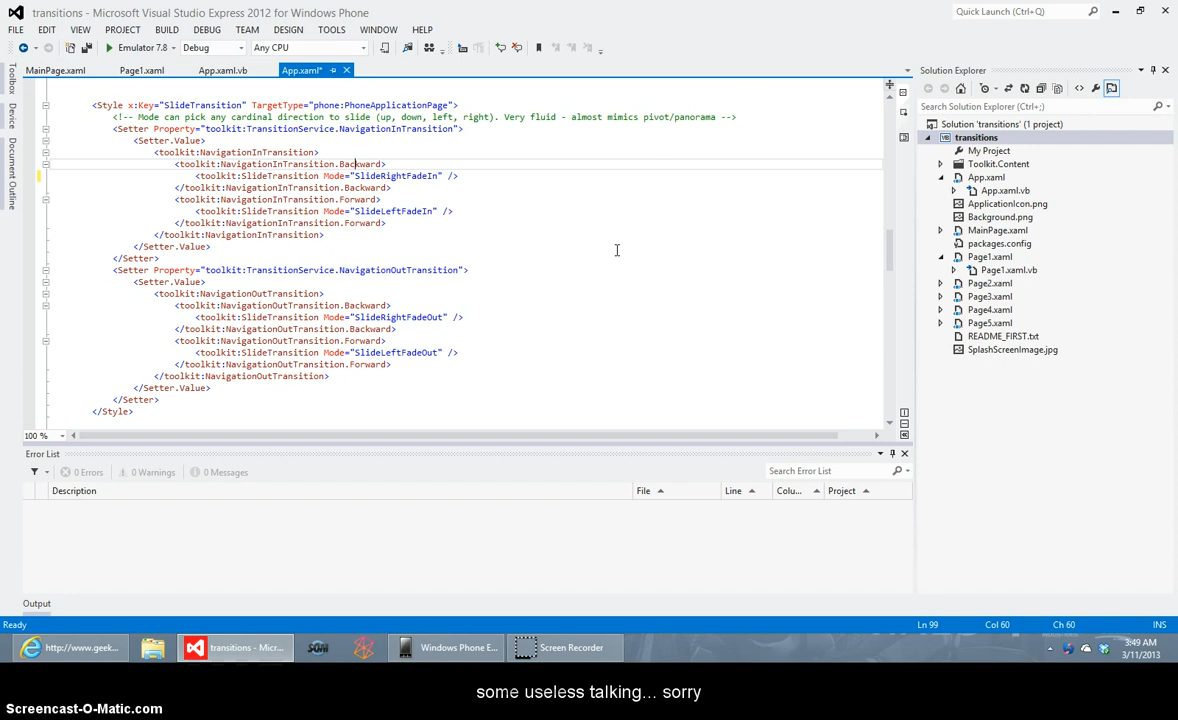 transitions - Microsoft Visual Studio Express 2012 for Windows Phone
Quick Launch (Ctrl+Q)
FILE EDIT VIEW PROJECT BUILD DEBUG TEAM DESIGN TOOLS WINDOW HELP
Emulator 7.8 Debug Any CPU
MainPage.xaml Page1.xaml App.xaml.vb App.xaml*
Toolbox
Device
Document Outline
<Style x:Key="SlideTransition" TargetType="phone:PhoneApplicationPage">
<!-- Mode can pick any cardinal direction to slide (up, down, left, right). Very fluid - almost mimics pivot/panorama -->
<Setter Property="toolkit:TransitionService.NavigationInTransition">
<Setter.Value>
<toolkit:NavigationInTransition>
<toolkit:NavigationInTransition.Backward>
<toolkit:SlideTransition Mode="SlideRightFadeIn" />
</toolkit:NavigationInTransition.Backward>
<toolkit:NavigationInTransition.Forward>
<toolkit:SlideTransition Mode="SlideLeftFadeIn" />
</toolkit:NavigationInTransition.Forward>
</toolkit:NavigationInTransition>
</Setter.Value>
</Setter>
<Setter Property="toolkit:TransitionService.NavigationOutTransition">
<Setter.Value>
<toolkit:NavigationOutTransition>
<toolkit:NavigationOutTransition.Backward>
<toolkit:SlideTransition Mode="SlideRightFadeOut" />
</toolkit:NavigationOutTransition.Backward>
<toolkit:NavigationOutTransition.Forward>
<toolkit:SlideTransition Mode="SlideLeftFadeOut" />
</toolkit:NavigationOutTransition.Forward>
</toolkit:NavigationOutTransition>
</Setter.Value>
</Setter>
</Style>
100 %
Error List
0 Errors 0 Warnings 0 Messages
Search Error List
Description File Line Colu... Project
Output
Solution Explorer
Search Solution Explorer (Ctrl+;)
Solution 'transitions' (1 project)
transitions
My Project
Toolkit.Content
App.xaml
App.xaml.vb
ApplicationIcon.png
Background.png
MainPage.xaml
packages.config
Page1.xaml
Page1.xaml.vb
Page2.xaml
Page3.xaml
Page4.xaml
Page5.xaml
README_FIRST.txt
SplashScreenImage.jpg
Ready Ln 99 Col 60 Ch 60 INS
http://www.geek... transitions - Micr... SOM Windows Phone E... Screen Recorder
3:49 AM
3/11/2013
some useless talking... sorry
Screencast-O-Matic.com